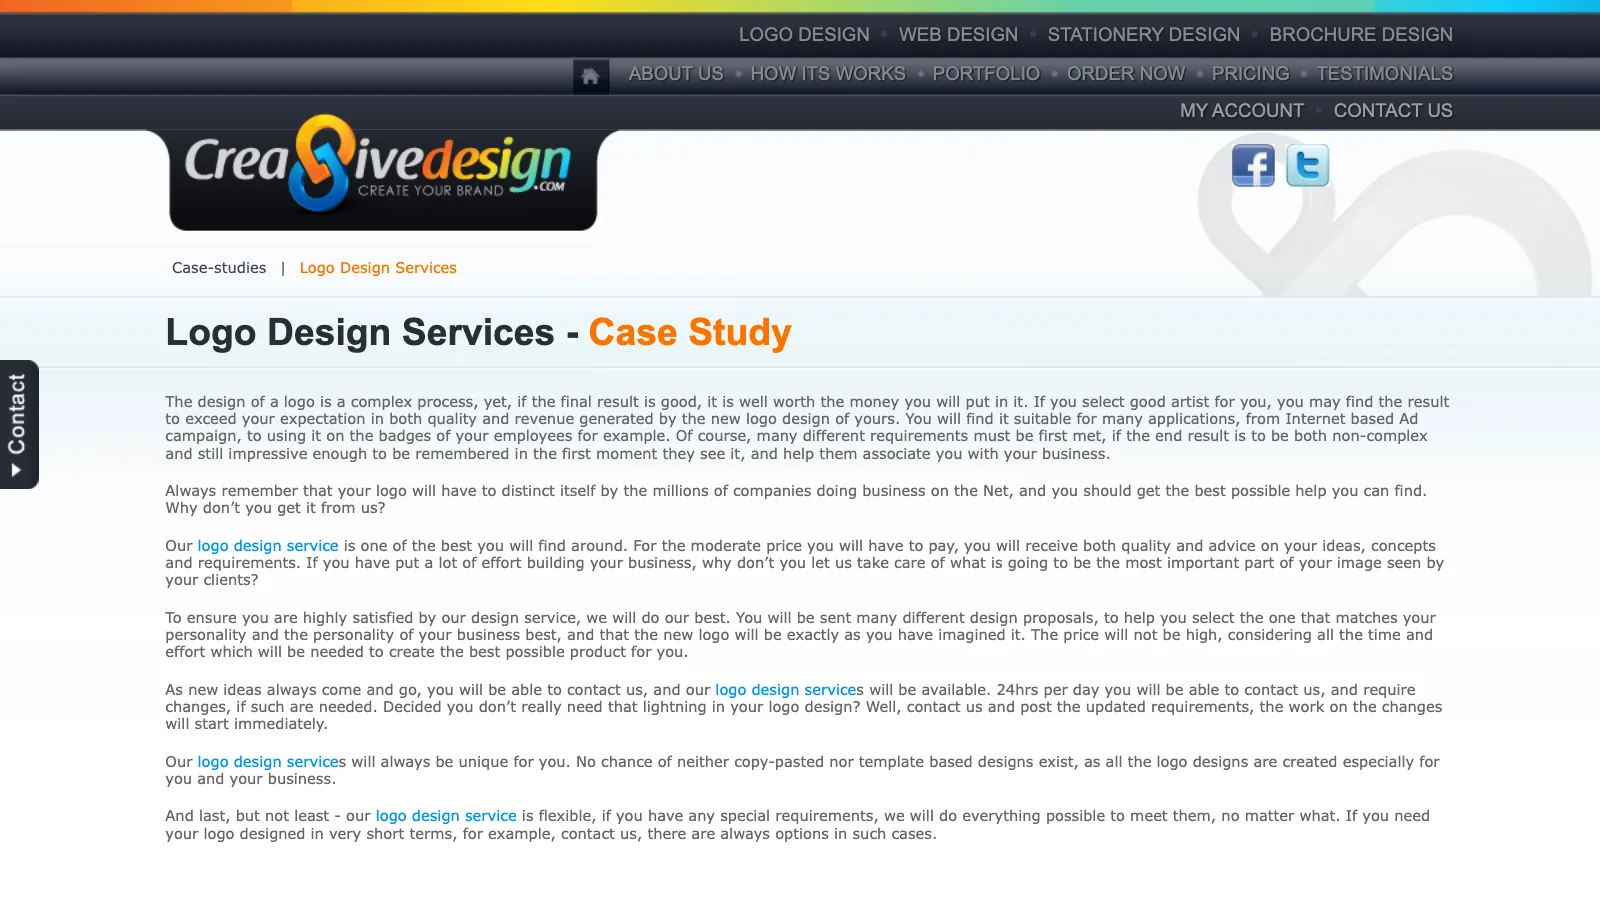 LOGO DESIGN • WEB DESIGN • STATIONERY DESIGN • BROCHURE DESIGN
ABOUT US • HOW ITS WORKS • PORTFOLIO • ORDER NOW • PRICING • TESTIMONIALS
MY ACCOUNT • CONTACT US
Crea8ivedesign.COM
CREATE YOUR BRAND
Case-studies | Logo Design Services
Logo Design Services - Case Study
Contact
The design of a logo is a complex process, yet, if the final result is good, it is well worth the money you will put in it. If you select good artist for you, you may find the result
to exceed your expectation in both quality and revenue generated by the new logo design of yours. You will find it suitable for many applications, from Internet based Ad
campaign, to using it on the badges of your employees for example. Of course, many different requirements must be first met, if the end result is to be both non-complex
and still impressive enough to be remembered in the first moment they see it, and help them associate you with your business.
Always remember that your logo will have to distinct itself by the millions of companies doing business on the Net, and you should get the best possible help you can find.
Why don’t you get it from us?
Our logo design service is one of the best you will find around. For the moderate price you will have to pay, you will receive both quality and advice on your ideas, concepts
and requirements. If you have put a lot of effort building your business, why don’t you let us take care of what is going to be the most important part of your image seen by
your clients?
To ensure you are highly satisfied by our design service, we will do our best. You will be sent many different design proposals, to help you select the one that matches your
personality and the personality of your business best, and that the new logo will be exactly as you have imagined it. The price will not be high, considering all the time and
effort which will be needed to create the best possible product for you.
As new ideas always come and go, you will be able to contact us, and our logo design services will be available. 24hrs per day you will be able to contact us, and require
changes, if such are needed. Decided you don’t really need that lightning in your logo design? Well, contact us and post the updated requirements, the work on the changes
will start immediately.
Our logo design services will always be unique for you. No chance of neither copy-pasted nor template based designs exist, as all the logo designs are created especially for
you and your business.
And last, but not least - our logo design service is flexible, if you have any special requirements, we will do everything possible to meet them, no matter what. If you need
your logo designed in very short terms, for example, contact us, there are always options in such cases.